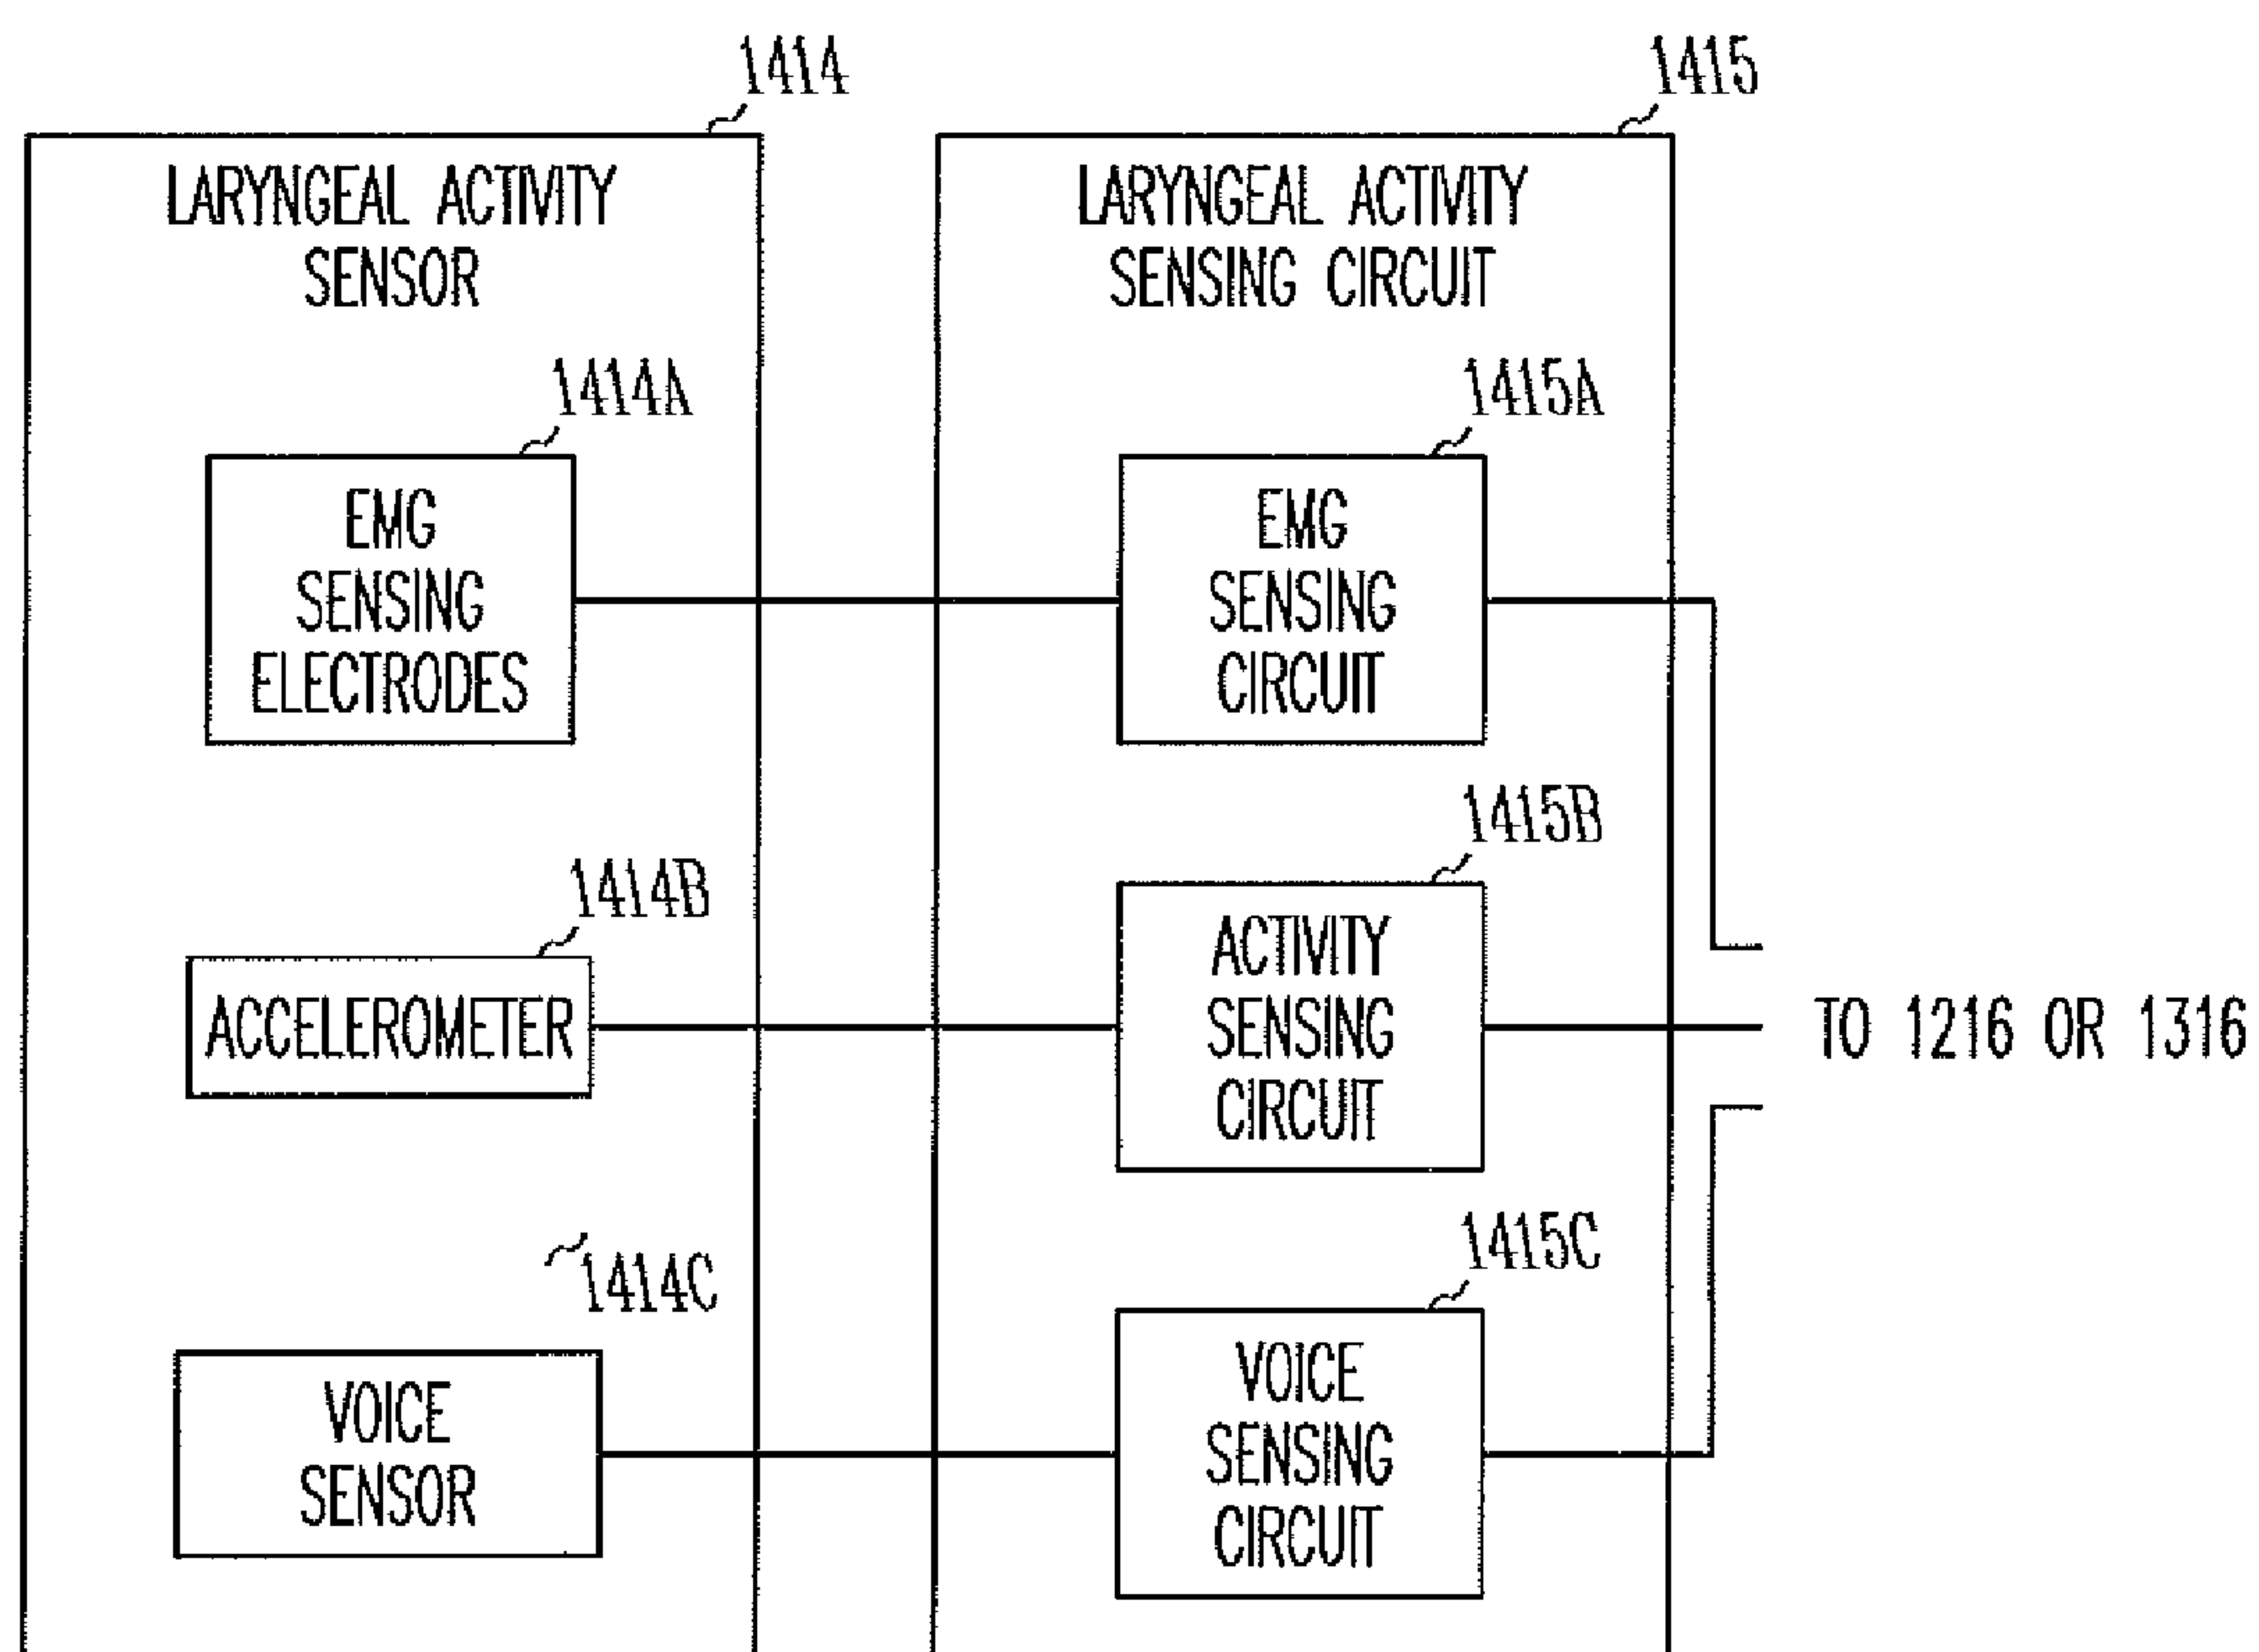 1414
LARYNGEAL ACTIVITY
SENSOR
1414A
EMG
SENSING
ELECTRODES
1414B
ACCELEROMETER
1414C
VOICE
SENSOR
1415
LARYNGEAL ACTIVITY
SENSING CIRCUIT
1415A
EMG
SENSING
CIRCUIT
1415B
ACTIVITY
SENSING
CIRCUIT
1415C
VOICE
SENSING
CIRCUIT
TO 1216 OR 1316